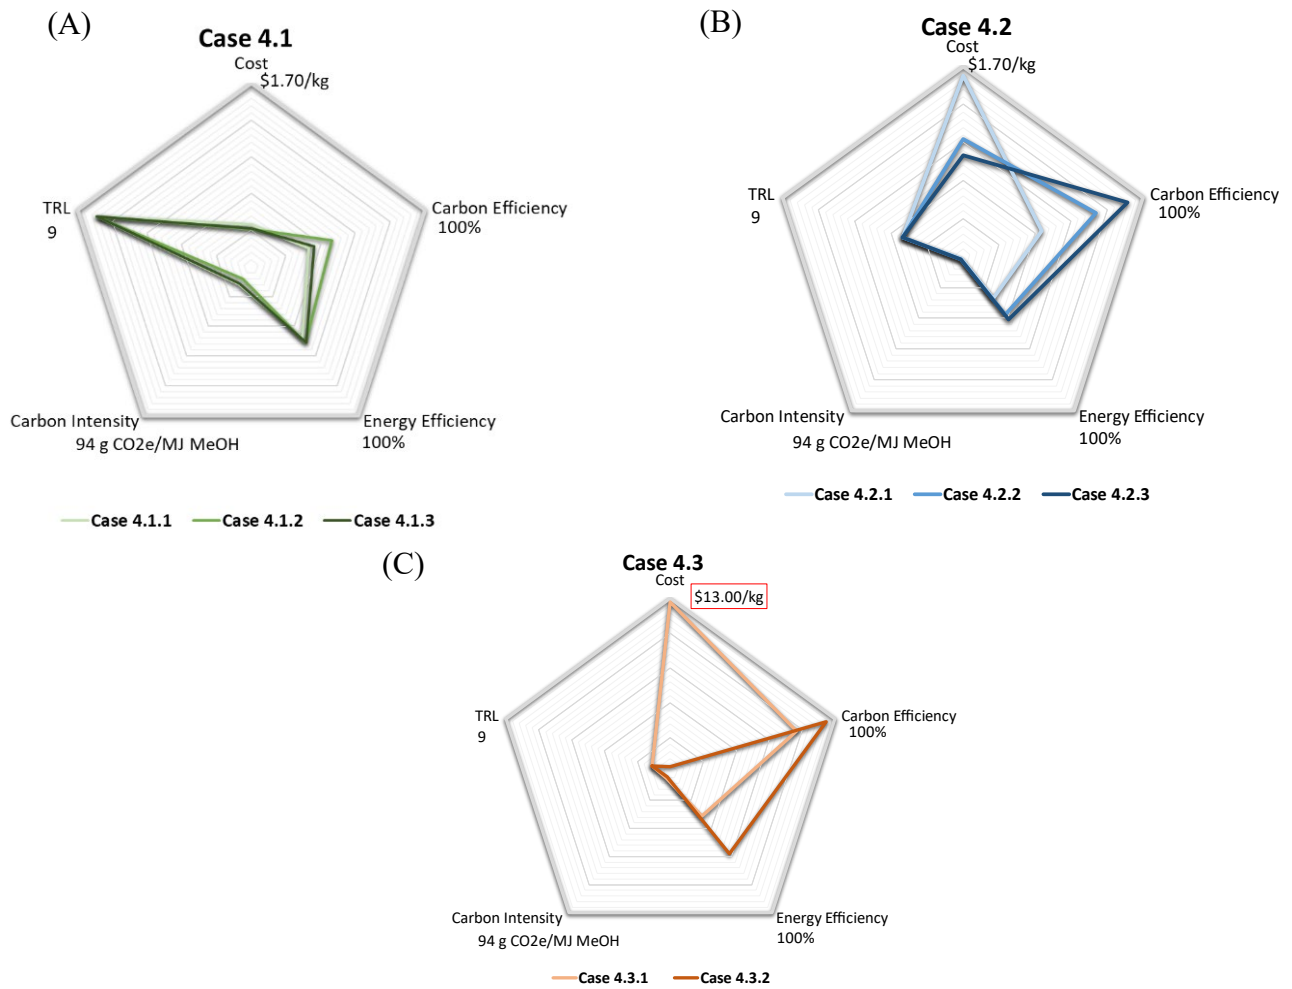 (A)
Case 4.1
Cost
$1.70/kg
TRL
9
Carbon Efficiency
100%
Carbon Intensity
94 g CO2e/MJ MeOH
Energy Efficiency
100%
Case 4.1.1 Case 4.1.2 Case 4.1.3
(B)
Case 4.2
Cost
$1.70/kg
TRL
9
Carbon Efficiency
100%
Carbon Intensity
94 g CO2e/MJ MeOH
Energy Efficiency
100%
Case 4.2.1 Case 4.2.2 Case 4.2.3
(C)
Case 4.3
Cost
$13.00/kg
TRL
9
Carbon Efficiency
100%
Carbon Intensity
94 g CO2e/MJ MeOH
Energy Efficiency
100%
Case 4.3.1 Case 4.3.2